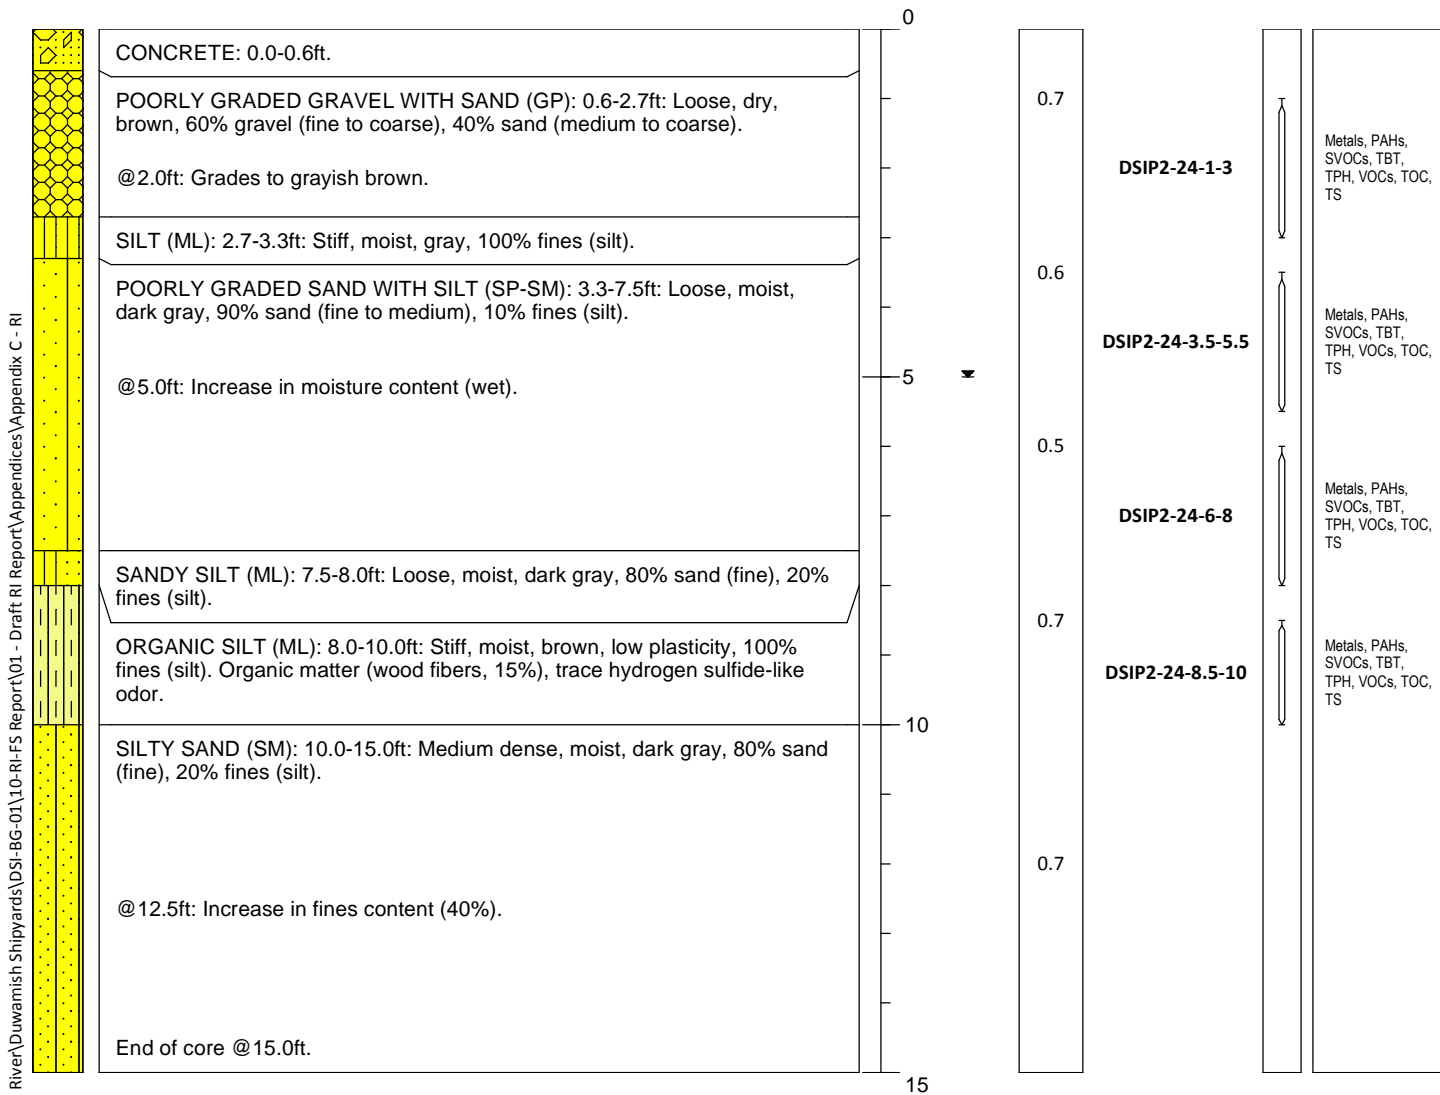 0
CONCRETE: 0.0-0.6ft.
POORLY GRADED GRAVEL WITH SAND (GP): 0.6-2.7ft: Loose, dry,
brown, 60% gravel (fine to coarse), 40% sand (medium to coarse).
@2.0ft: Grades to grayish brown.
SILT (ML): 2.7-3.3ft: Stiff, moist, gray, 100% fines (silt).
POORLY GRADED SAND WITH SILT (SP-SM): 3.3-7.5ft: Loose, moist,
dark gray, 90% sand (fine to medium), 10% fines (silt).
@5.0ft: Increase in moisture content (wet).
SANDY SILT (ML): 7.5-8.0ft: Loose, moist, dark gray, 80% sand (fine), 20%
fines (silt).
ORGANIC SILT (ML): 8.0-10.0ft: Stiff, moist, brown, low plasticity, 100%
fines (silt). Organic matter (wood fibers, 15%), trace hydrogen sulfide-like
odor.
SILTY SAND (SM): 10.0-15.0ft: Medium dense, moist, dark gray, 80% sand
(fine), 20% fines (silt).
@12.5ft: Increase in fines content (40%).
End of core @15.0ft.
5
10
15
0.7
0.6
0.5
0.7
0.7
DSIP2-24-1-3
DSIP2-24-3.5-5.5
DSIP2-24-6-8
DSIP2-24-8.5-10
Metals, PAHs,
SVOCs, TBT,
TPH, VOCs, TOC,
TS
Metals, PAHs,
SVOCs, TBT,
TPH, VOCs, TOC,
TS
Metals, PAHs,
SVOCs, TBT,
TPH, VOCs, TOC,
TS
Metals, PAHs,
SVOCs, TBT,
TPH, VOCs, TOC,
TS
River\Duwamish Shipyards\DSI-BG-01\10-RI-FS Report\01 - Draft RI Report\Appendices\Appendix C - RI